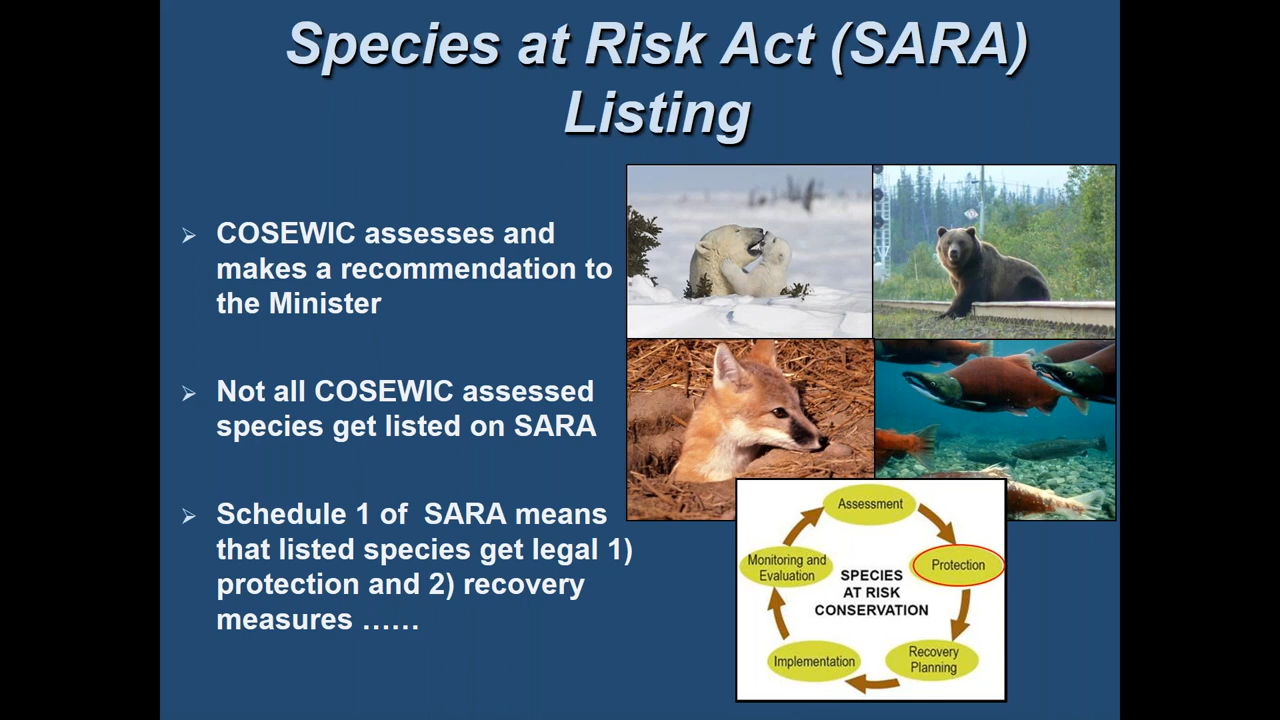 Species at Risk Act (SARA)
Listing
COSEWIC assesses and
makes a recommendation to
the Minister
Not all COSEWIC assessed
species get listed on SARA
Schedule 1 of  SARA means
that listed species get legal 1)
protection and 2) recovery
measures ……
Assessment
Protection
Recovery
Planning
Implementation
Monitoring and
Evaluation
SPECIES
AT RISK
CONSERVATION